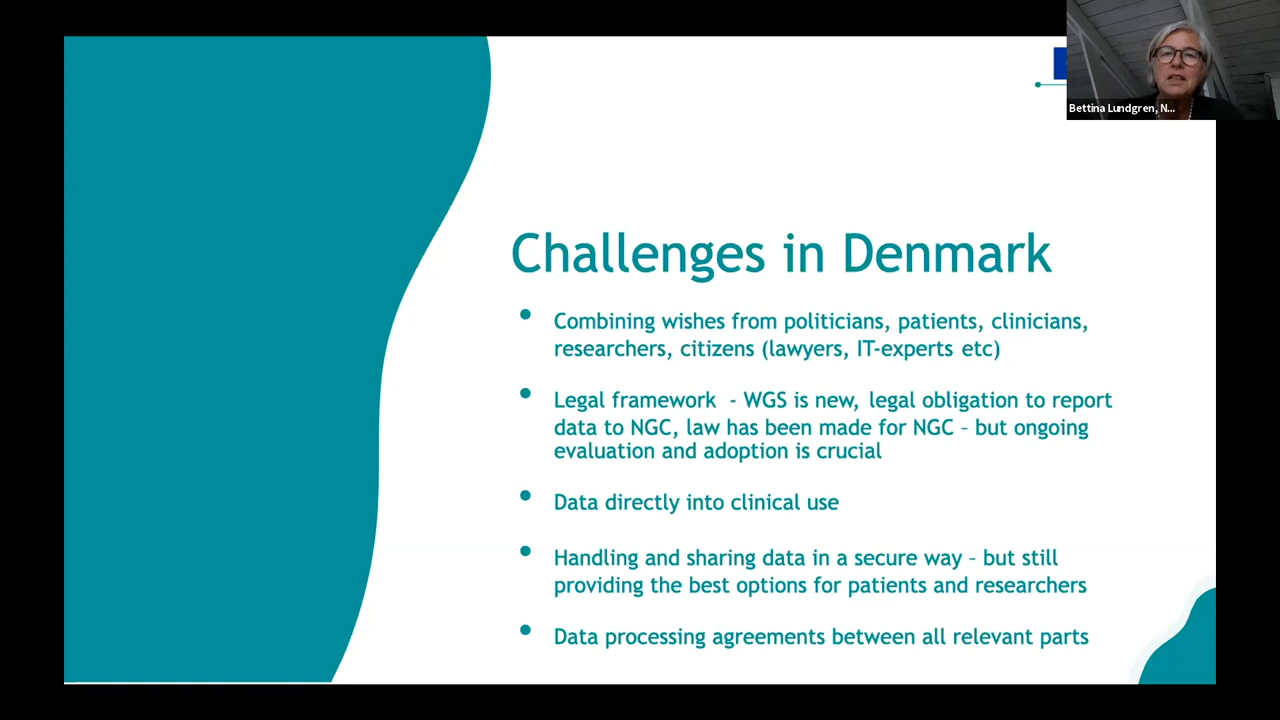 Bettina Lundgren, N...
Challenges in Denmark
• Combining wishes from politicians, patients, clinicians,
researchers, citizens (lawyers, IT-experts etc)
• Legal framework - WGS is new, legal obligation to report
data to NGC, law has been made for NGC – but ongoing
evaluation and adoption is crucial
• Data directly into clinical use
• Handling and sharing data in a secure way – but still
providing the best options for patients and researchers
• Data processing agreements between all relevant parts